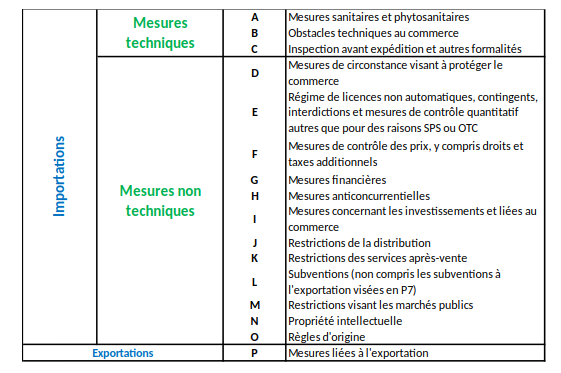 Importations
Mesures
techniques
A Mesures sanitaires et phytosanitaires
B Obstacles techniques au commerce
C Inspection avant expédition et autres formalités
Mesures non
techniques
D Mesures de circonstance visant à protéger le
commerce
E Régime de licences non automatiques, contingents,
interdictions et mesures de contrôle quantitatif
autres que pour des raisons SPS ou OTC
F Mesures de contrôle des prix, y compris droits et
taxes additionnels
G Mesures financières
H Mesures anticoncurrentielles
I Mesures concernant les investissements et liées au
commerce
J Restrictions de la distribution
K Restrictions des services après-vente
L Subventions (non compris les subventions à
l'exportation visées en P7)
M Restrictions visant les marchés publics
N Propriété intellectuelle
O Règles d'origine
Exportations P Mesures liées à l'exportation